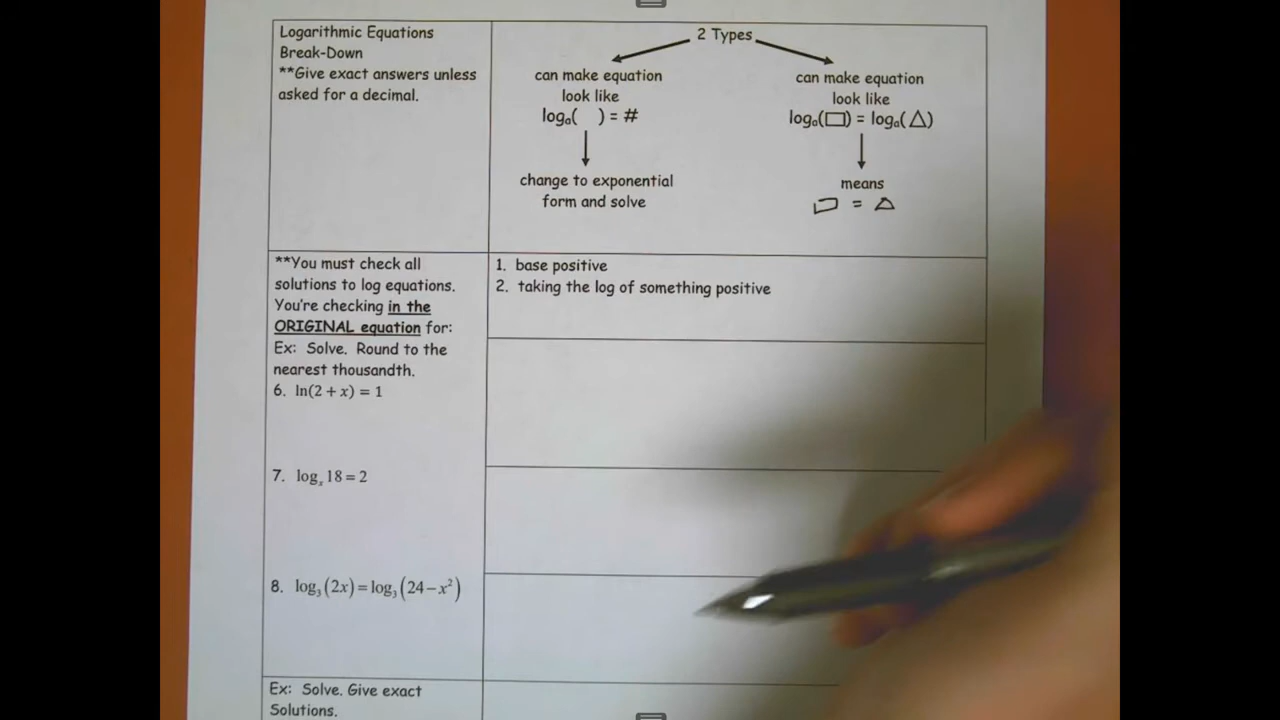 Logarithmic Equations
Break-Down
**Give exact answers unless
asked for a decimal.
2 Types
can make equation
look like
logₐ( ) = #
change to exponential
form and solve
can make equation
look like
logₐ(▭) = logₐ(△)
means
▭ = △
**You must check all
solutions to log equations.
You're checking in the
ORIGINAL equation for:
1. base positive
2. taking the log of something positive
Ex: Solve. Round to the
nearest thousandth.
6. ln(2 + x) = 1
7. logₓ 18 = 2
8. log₃(2x) = log₃(24 − x²)
Ex: Solve. Give exact
Solutions.